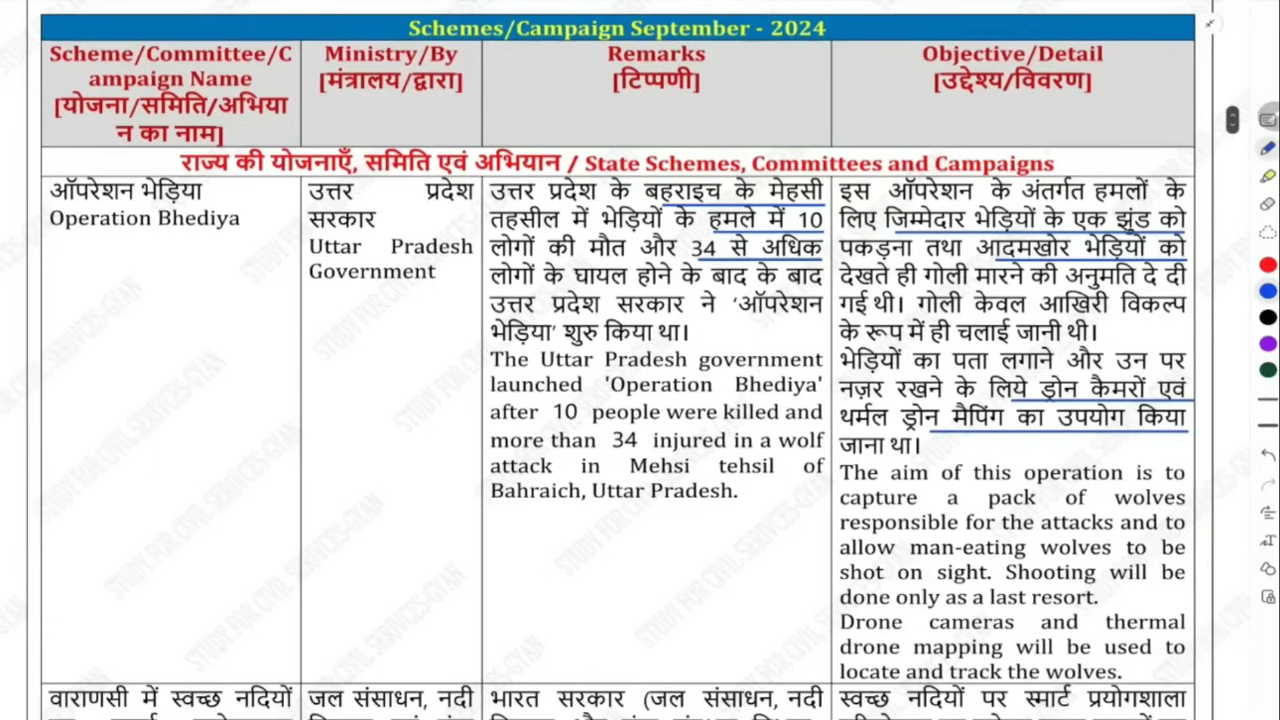 Schemes/Campaign September - 2024
Scheme/Committee/C
ampaign Name
[योजना/समिति/अभिया
न का नाम]
Ministry/By
[मंत्रालय/द्वारा]
Remarks
[टिप्पणी]
Objective/Detail
[उद्देश्य/विवरण]
राज्य की योजनाएँ, समिति एवं अभियान / State Schemes, Committees and Campaigns
ऑपरेशन भेड़िया
Operation Bhediya
उत्तर प्रदेश
सरकार
Uttar Pradesh
Government
उत्तर प्रदेश के बहराइच के मेहसी
तहसील में भेड़ियों के हमले में 10
लोगों की मौत और 34 से अधिक
लोगों के घायल होने के बाद के बाद
उत्तर प्रदेश सरकार ने ‘ऑपरेशन
भेड़िया’ शुरु किया था।
The Uttar Pradesh government
launched 'Operation Bhediya'
after 10 people were killed and
more than 34 injured in a wolf
attack in Mehsi tehsil of
Bahraich, Uttar Pradesh.
इस ऑपरेशन के अंतर्गत हमलों के
लिए जिम्मेदार भेड़ियों के एक झुंड को
पकड़ना तथा आदमखोर भेड़ियों को
देखते ही गोली मारने की अनुमति दे दी
गई थी। गोली केवल आखिरी विकल्प
के रूप में ही चलाई जानी थी।
भेड़ियों का पता लगाने और उन पर
नज़र रखने के लिये ड्रोन कैमरों एवं
थर्मल ड्रोन मैपिंग का उपयोग किया
जाना था।
The aim of this operation is to
capture a pack of wolves
responsible for the attacks and to
allow man-eating wolves to be
shot on sight. Shooting will be
done only as a last resort.
Drone cameras and thermal
drone mapping will be used to
locate and track the wolves.
वाराणसी में स्वच्छ नदियों
जल संसाधन, नदी
भारत सरकार (जल संसाधन, नदी
स्वच्छ नदियों पर स्मार्ट प्रयोगशाला
STUDY FOR CIVIL SERVICES-GYAN